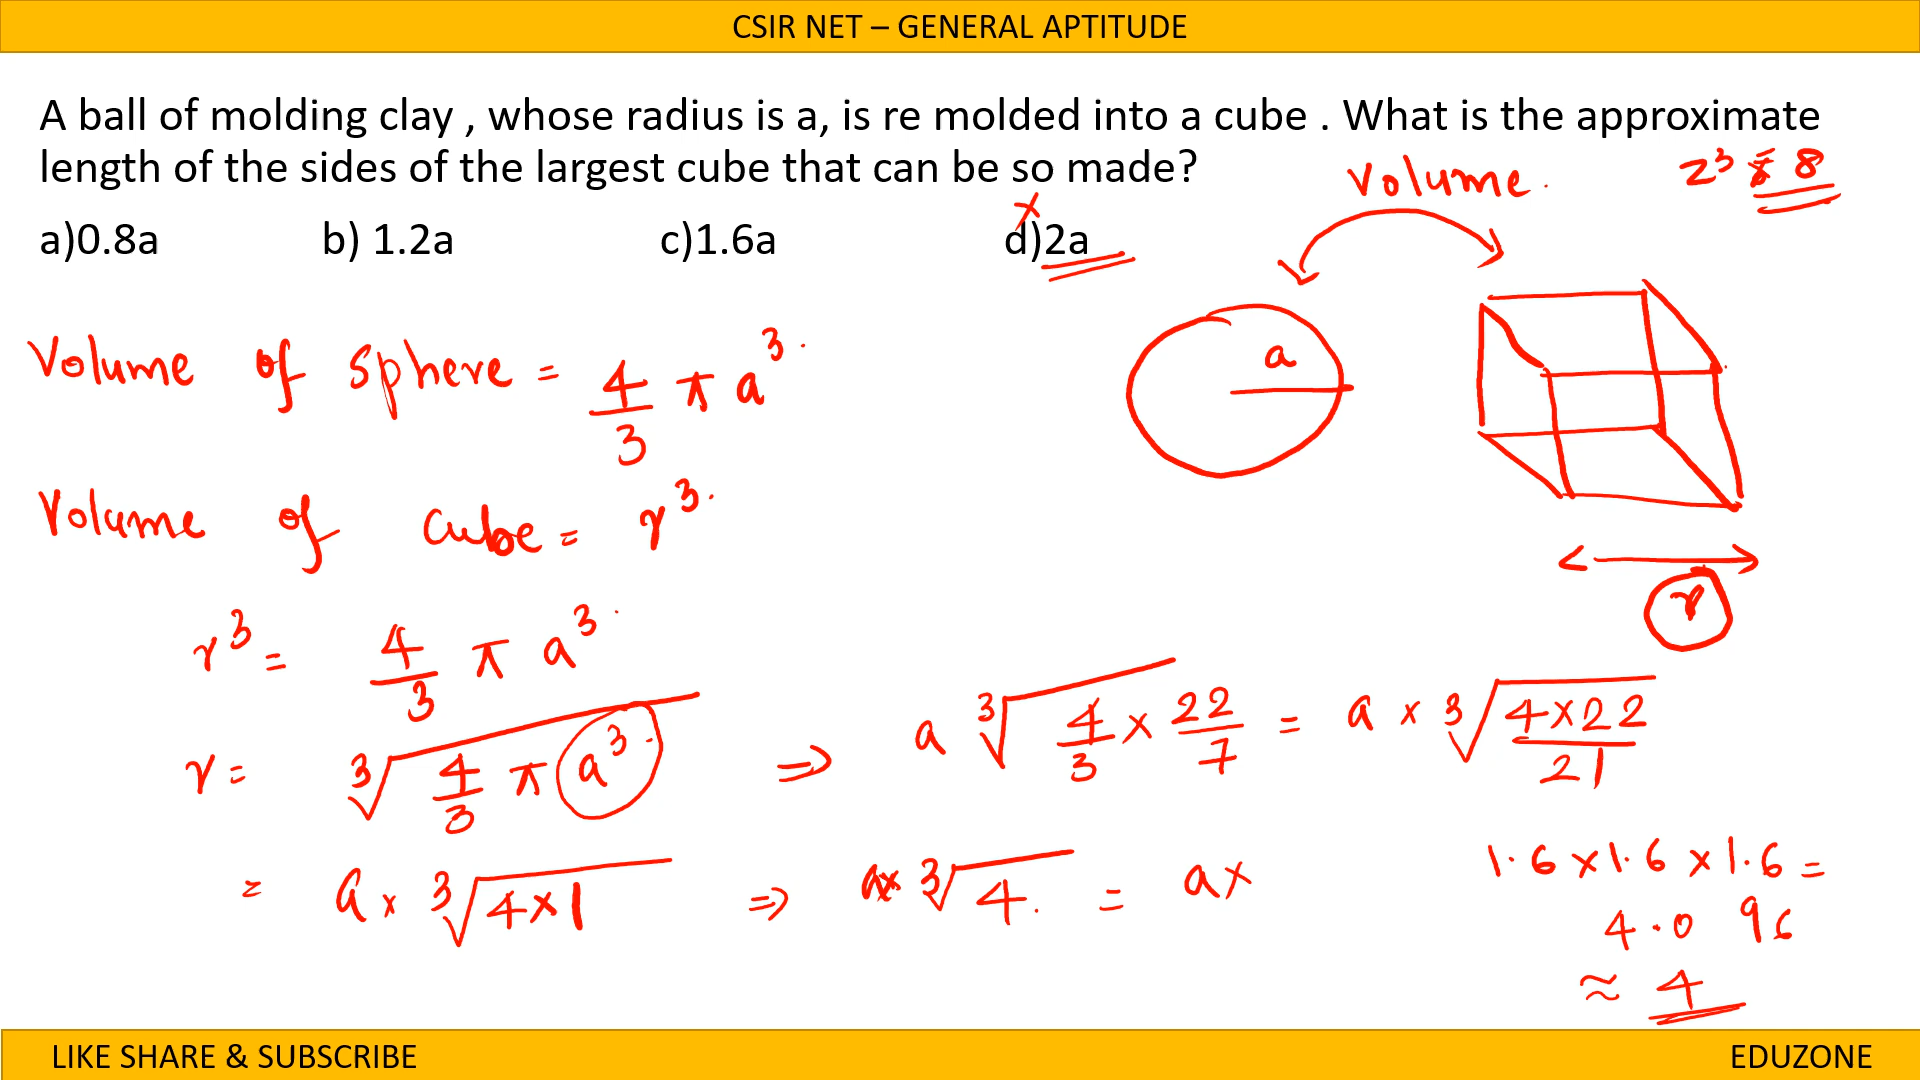 CSIR NET – GENERAL APTITUDE
A ball of molding clay , whose radius is a, is re molded into a cube . What is the approximate
length of the sides of the largest cube that can be so made?
a)0.8a b) 1.2a c)1.6a d)2a
Volume. 2³ = 8
Volume of Sphere = 4/3 π a³.
a
Volume of Cube = r³.
r
r³ = 4/3 π a³.
r = ∛(4/3 π a³) ⇒ a ∛(4/3 × 22/7) = a × ∛(4×22/21)
= a × ∛(4×1) ⇒ a× ∛4. = a×
1.6 × 1.6 × 1.6 =
4.096
≈ 4
LIKE SHARE & SUBSCRIBE EDUZONE